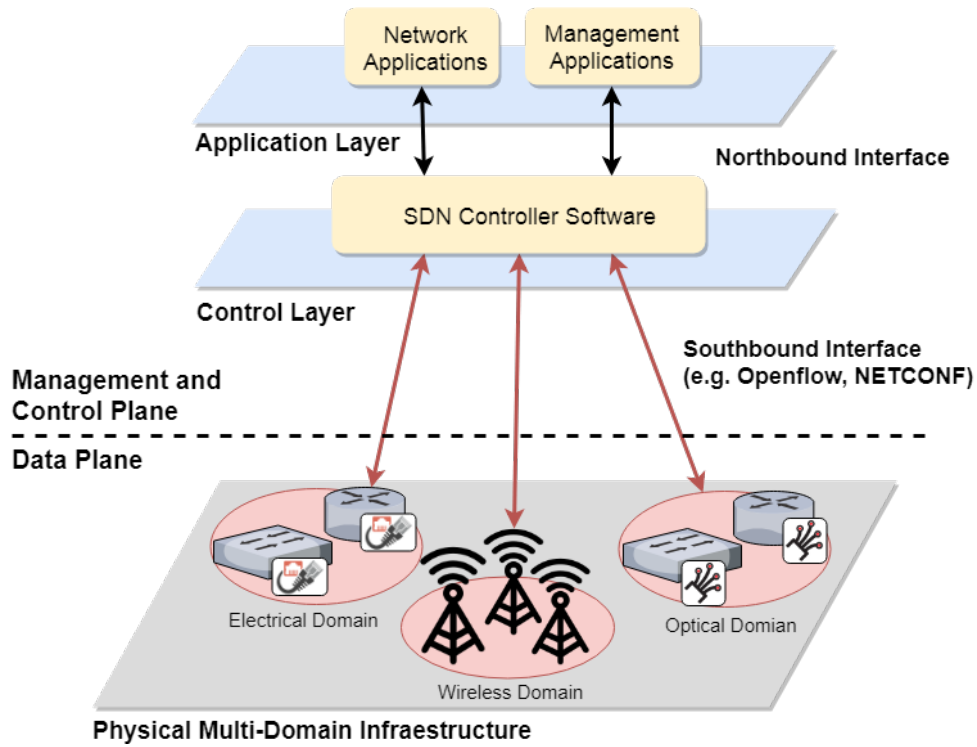 Network
Applications
Management
Applications
Application Layer
Northbound Interface
SDN Controller Software
Control Layer
Southbound Interface
(e.g. Openflow, NETCONF)
Management and
Control Plane
Data Plane
Electrical Domain
Optical Domian
Wireless Domain
Physical Multi-Domain Infraestructure